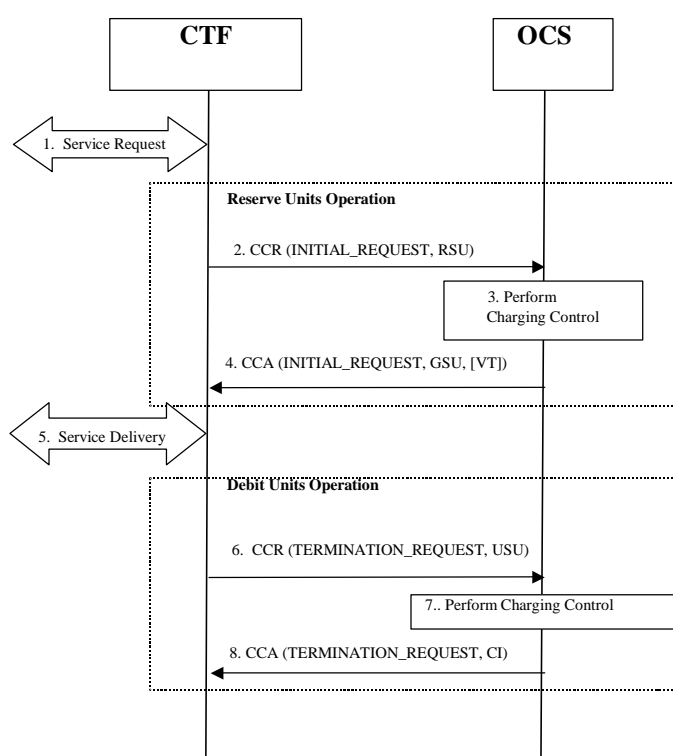 CTF
OCS
1. Service Request
Reserve Units Operation
2. CCR (INITIAL_REQUEST, RSU)
3. Perform
Charging Control
4. CCA (INITIAL_REQUEST, GSU, [VT])
5. Service Delivery
Debit Units Operation
6. CCR (TERMINATION_REQUEST, USU)
7.. Perform Charging Control
8. CCA (TERMINATION_REQUEST, CI)